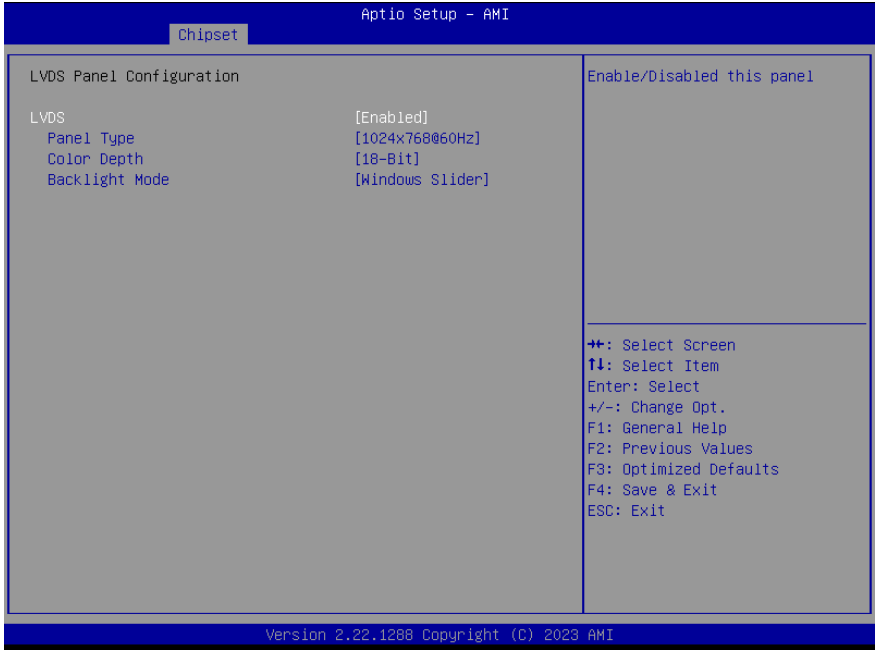 Aptio Setup – AMI
Chipset
LVDS Panel Configuration
LVDS [Enabled]
Panel Type [1024x768@60Hz]
Color Depth [18-Bit]
Backlight Mode [Windows Slider]
Enable/Disabled this panel
→←: Select Screen
↑↓: Select Item
Enter: Select
+/-: Change Opt.
F1: General Help
F2: Previous Values
F3: Optimized Defaults
F4: Save & Exit
ESC: Exit
Version 2.22.1288 Copyright (C) 2023 AMI